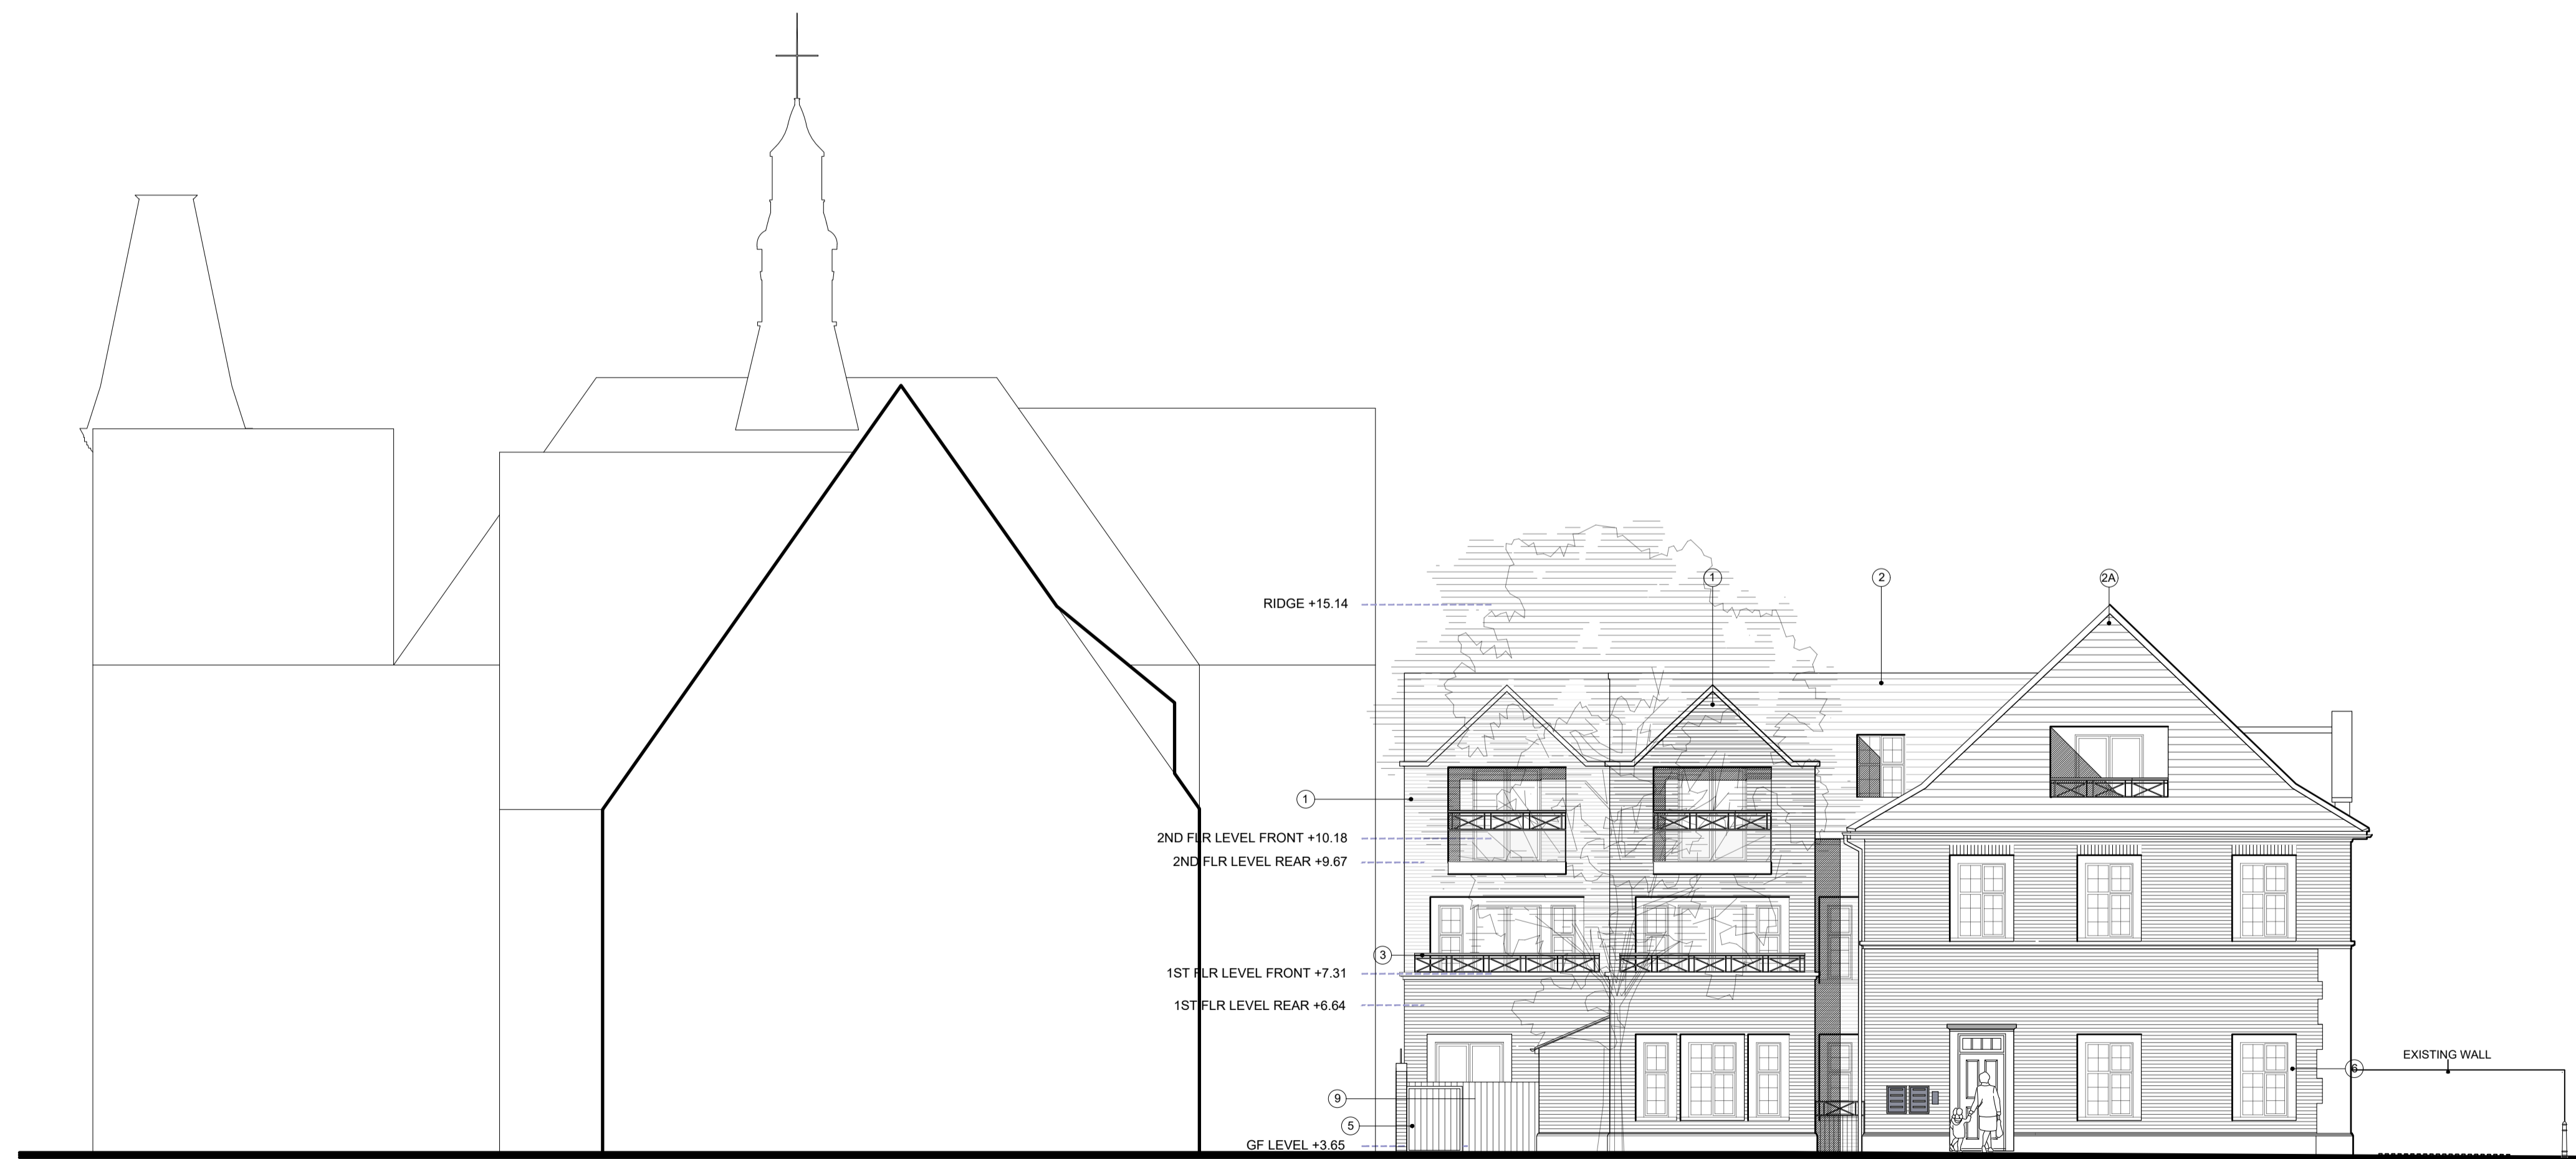 1
2
2A
RIDGE +15.14
1
2ND FLR LEVEL FRONT +10.18
2ND FLR LEVEL REAR +9.67
3
1ST FLR LEVEL FRONT +7.31
1ST FLR LEVEL REAR +6.64
EXISTING WALL
6
9
5
GF LEVEL +3.65